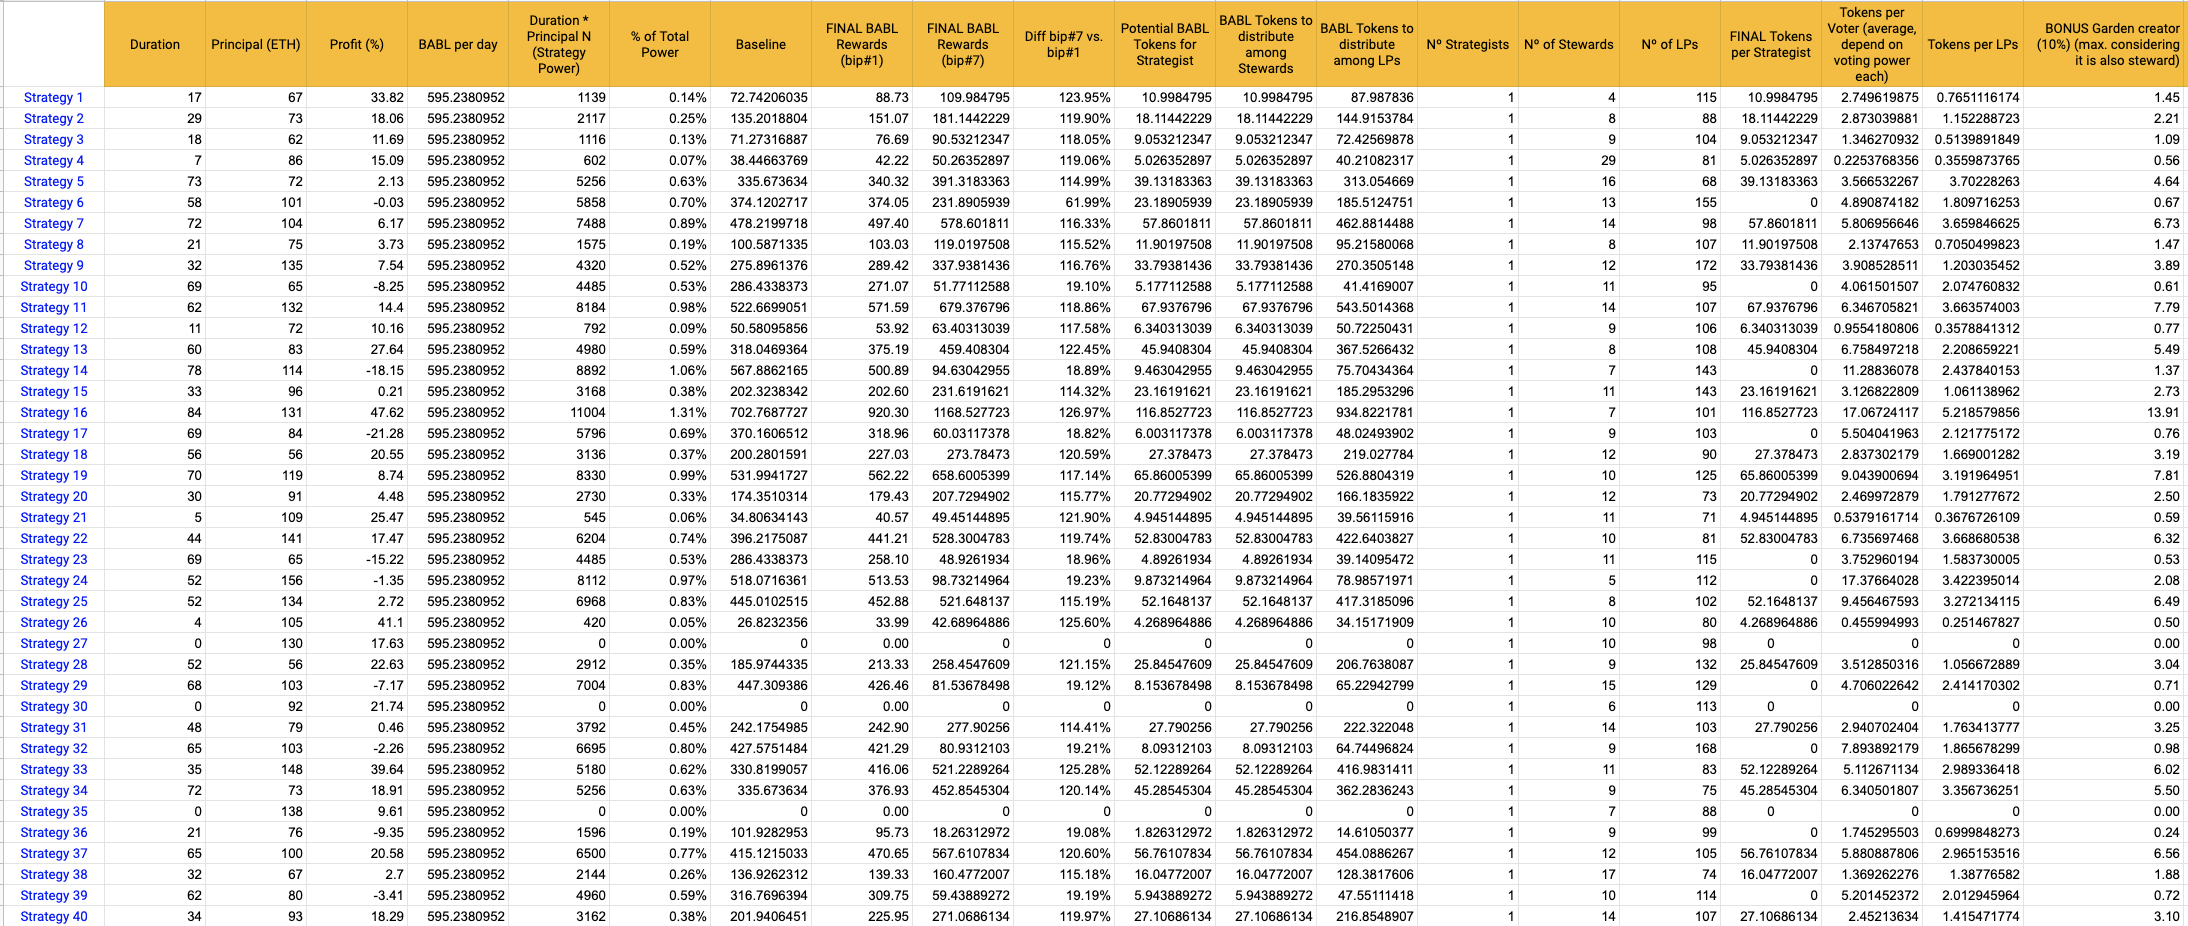 Duration Principal (ETH) Profit (%) BABL per day Duration * Principal N (Strategy Power) % of Total Power Baseline FINAL BABL Rewards (bip#1) FINAL BABL Rewards (bip#7) Diff bip#7 vs. bip#1 Potential BABL Tokens for Strategist BABL Tokens to distribute among Stewards BABL Tokens to distribute among LPs Nº Strategists Nº of Stewards Nº of LPs FINAL Tokens per Strategist Tokens per Voter (average, depend on voting power each) Tokens per LPs BONUS Garden creator (10%) (max. considering it is also steward)
Strategy 1 17 67 33.82 595.2380952 1139 0.14% 72.74206035 88.73 109.984795 123.95% 10.9984795 10.9984795 87.987836 1 4 115 10.9984795 2.749619875 0.7651116174 1.45
Strategy 2 29 73 18.06 595.2380952 2117 0.25% 135.2018804 151.07 181.1442229 119.90% 18.11442229 18.11442229 144.9153784 1 8 88 18.11442229 2.873039881 1.152288723 2.21
Strategy 3 18 62 11.69 595.2380952 1116 0.13% 71.27316887 76.69 90.53212347 118.05% 9.053212347 9.053212347 72.42569878 1 9 104 9.053212347 1.346270932 0.5139891849 1.09
Strategy 4 7 86 15.09 595.2380952 602 0.07% 38.44663769 42.22 50.26352897 119.06% 5.026352897 5.026352897 40.21082317 1 29 81 5.026352897 0.2253768356 0.3559873765 0.56
Strategy 5 73 72 2.13 595.2380952 5256 0.63% 335.673634 340.32 391.3183363 114.99% 39.13183363 39.13183363 313.054669 1 16 68 39.13183363 3.566532267 3.70228263 4.64
Strategy 6 58 101 -0.03 595.2380952 5858 0.70% 374.1202717 374.05 231.8905939 61.99% 23.18905939 23.18905939 185.5124751 1 13 155 0 4.890874182 1.809716253 0.67
Strategy 7 72 104 6.17 595.2380952 7488 0.89% 478.2199718 497.40 578.601811 116.33% 57.8601811 57.8601811 462.8814488 1 14 98 57.8601811 5.806956646 3.659846625 6.73
Strategy 8 21 75 3.73 595.2380952 1575 0.19% 100.5871335 103.03 119.0197508 115.52% 11.90197508 11.90197508 95.21580068 1 8 107 11.90197508 2.13747653 0.7050499823 1.47
Strategy 9 32 135 7.54 595.2380952 4320 0.52% 275.8961376 289.42 337.9381436 116.76% 33.79381436 33.79381436 270.3505148 1 12 172 33.79381436 3.908528511 1.203035452 3.89
Strategy 10 69 65 -8.25 595.2380952 4485 0.53% 286.4338373 271.07 51.77112588 19.10% 5.177112588 5.177112588 41.4169007 1 11 95 0 4.061501507 2.074760832 0.61
Strategy 11 62 132 14.4 595.2380952 8184 0.98% 522.6699051 571.59 679.376796 118.86% 67.9376796 67.9376796 543.5014368 1 14 107 67.9376796 6.346705821 3.663574003 7.79
Strategy 12 11 72 10.16 595.2380952 792 0.09% 50.58095856 53.92 63.40313039 117.58% 6.340313039 6.340313039 50.72250431 1 9 106 6.340313039 0.9554180806 0.3578841312 0.77
Strategy 13 60 83 27.64 595.2380952 4980 0.59% 318.0469364 375.19 459.408304 122.45% 45.9408304 45.9408304 367.5266432 1 8 108 45.9408304 6.758497218 2.208659221 5.49
Strategy 14 78 114 -18.15 595.2380952 8892 1.06% 567.8862165 500.89 94.63042955 18.89% 9.463042955 9.463042955 75.70434364 1 7 143 0 11.28836078 2.437840153 1.37
Strategy 15 33 96 0.21 595.2380952 3168 0.38% 202.3238342 202.60 231.6191621 114.32% 23.16191621 23.16191621 185.2953296 1 11 143 23.16191621 3.126822809 1.061138962 2.73
Strategy 16 84 131 47.62 595.2380952 11004 1.31% 702.7687727 920.30 1168.527723 126.97% 116.8527723 116.8527723 934.8221781 1 7 101 116.8527723 17.06724117 5.218579856 13.91
Strategy 17 69 84 -21.28 595.2380952 5796 0.69% 370.1606512 318.96 60.03117378 18.82% 6.003117378 6.003117378 48.02493902 1 9 103 0 5.504041963 2.121775172 0.76
Strategy 18 56 56 20.55 595.2380952 3136 0.37% 200.2801591 227.03 273.78473 120.59% 27.378473 27.378473 219.027784 1 12 90 27.378473 2.837302179 1.669001282 3.19
Strategy 19 70 119 8.74 595.2380952 8330 0.99% 531.9941727 562.22 658.6005399 117.14% 65.86005399 65.86005399 526.8804319 1 10 125 65.86005399 9.043900694 3.191964951 7.81
Strategy 20 30 91 4.48 595.2380952 2730 0.33% 174.3510314 179.43 207.7294902 115.77% 20.77294902 20.77294902 166.1835922 1 12 73 20.77294902 2.469972879 1.791277672 2.50
Strategy 21 5 109 25.47 595.2380952 545 0.06% 34.80634143 40.57 49.45144895 121.90% 4.945144895 4.945144895 39.56115916 1 11 71 4.945144895 0.5379161714 0.3676726109 0.59
Strategy 22 44 141 17.47 595.2380952 6204 0.74% 396.2175087 441.21 528.3004783 119.74% 52.83004783 52.83004783 422.6403827 1 10 81 52.83004783 6.735697468 3.668680538 6.32
Strategy 23 69 65 -15.22 595.2380952 4485 0.53% 286.4338373 258.10 48.9261934 18.96% 4.89261934 4.89261934 39.14095472 1 11 115 0 3.752960194 1.583730005 0.53
Strategy 24 52 156 -1.35 595.2380952 8112 0.97% 518.0716361 513.53 98.73214964 19.23% 9.873214964 9.873214964 78.98571971 1 5 112 0 17.37664028 3.422395014 2.08
Strategy 25 52 134 2.72 595.2380952 6968 0.83% 445.0102515 452.88 521.648137 115.19% 52.1648137 52.1648137 417.3185096 1 8 102 52.1648137 9.456467593 3.272134115 6.49
Strategy 26 4 105 41.1 595.2380952 420 0.05% 26.8232356 33.99 42.68964886 125.60% 4.268964886 4.268964886 34.15171909 1 10 80 4.268964886 0.455994993 0.251467827 0.50
Strategy 27 0 130 17.63 595.2380952 0 0.00% 0 0.00 0 0 0 0 1 10 98 0 0 0 0.00
Strategy 28 52 56 22.63 595.2380952 2912 0.35% 185.9744335 213.33 258.4547609 121.15% 25.84547609 25.84547609 206.7638087 1 9 132 25.84547609 3.512850316 1.056672889 3.04
Strategy 29 68 103 -7.17 595.2380952 7004 0.83% 447.309386 426.46 81.53678498 19.12% 8.153678498 8.153678498 65.22942799 1 15 129 0 4.706022642 2.414170302 0.71
Strategy 30 0 92 21.74 595.2380952 0 0.00% 0 0.00 0 0 0 0 1 6 113 0 0 0 0.00
Strategy 31 48 79 0.46 595.2380952 3792 0.45% 242.1754985 242.90 277.90256 114.41% 27.790256 27.790256 222.322048 1 14 103 27.790256 2.940702404 1.763413777 3.25
Strategy 32 65 103 -2.26 595.2380952 6695 0.80% 427.5751484 421.29 80.9312103 19.21% 8.09312103 8.09312103 64.74496824 1 9 168 0 7.893892179 1.865678299 0.98
Strategy 33 35 148 39.64 595.2380952 5180 0.62% 330.8199057 416.06 521.2289264 125.28% 52.12289264 52.12289264 416.9831411 1 11 83 52.12289264 5.112671134 2.989336418 6.02
Strategy 34 72 73 18.91 595.2380952 5256 0.63% 335.673634 376.93 452.8545304 120.14% 45.28545304 45.28545304 362.2836243 1 9 75 45.28545304 6.340501807 3.356736251 5.50
Strategy 35 0 138 9.61 595.2380952 0 0.00% 0 0.00 0 0 0 0 1 7 88 0 0 0 0.00
Strategy 36 21 76 -9.35 595.2380952 1596 0.19% 101.9282953 95.73 18.26312972 19.08% 1.826312972 1.826312972 14.61050377 1 9 99 0 1.745295503 0.6999848273 0.24
Strategy 37 65 100 20.58 595.2380952 6500 0.77% 415.1215033 470.65 567.6107834 120.60% 56.76107834 56.76107834 454.0886267 1 12 105 56.76107834 5.880887806 2.965153516 6.56
Strategy 38 32 67 2.7 595.2380952 2144 0.26% 136.9262312 139.33 160.4772007 115.18% 16.04772007 16.04772007 128.3817606 1 17 74 16.04772007 1.369262276 1.38776582 1.88
Strategy 39 62 80 -3.41 595.2380952 4960 0.59% 316.7696394 309.75 59.43889272 19.19% 5.943889272 5.943889272 47.55111418 1 10 114 0 5.201452372 2.012945964 0.72
Strategy 40 34 93 18.29 595.2380952 3162 0.38% 201.9406451 225.95 271.0686134 119.97% 27.10686134 27.10686134 216.8548907 1 14 107 27.10686134 2.45213634 1.415471774 3.10